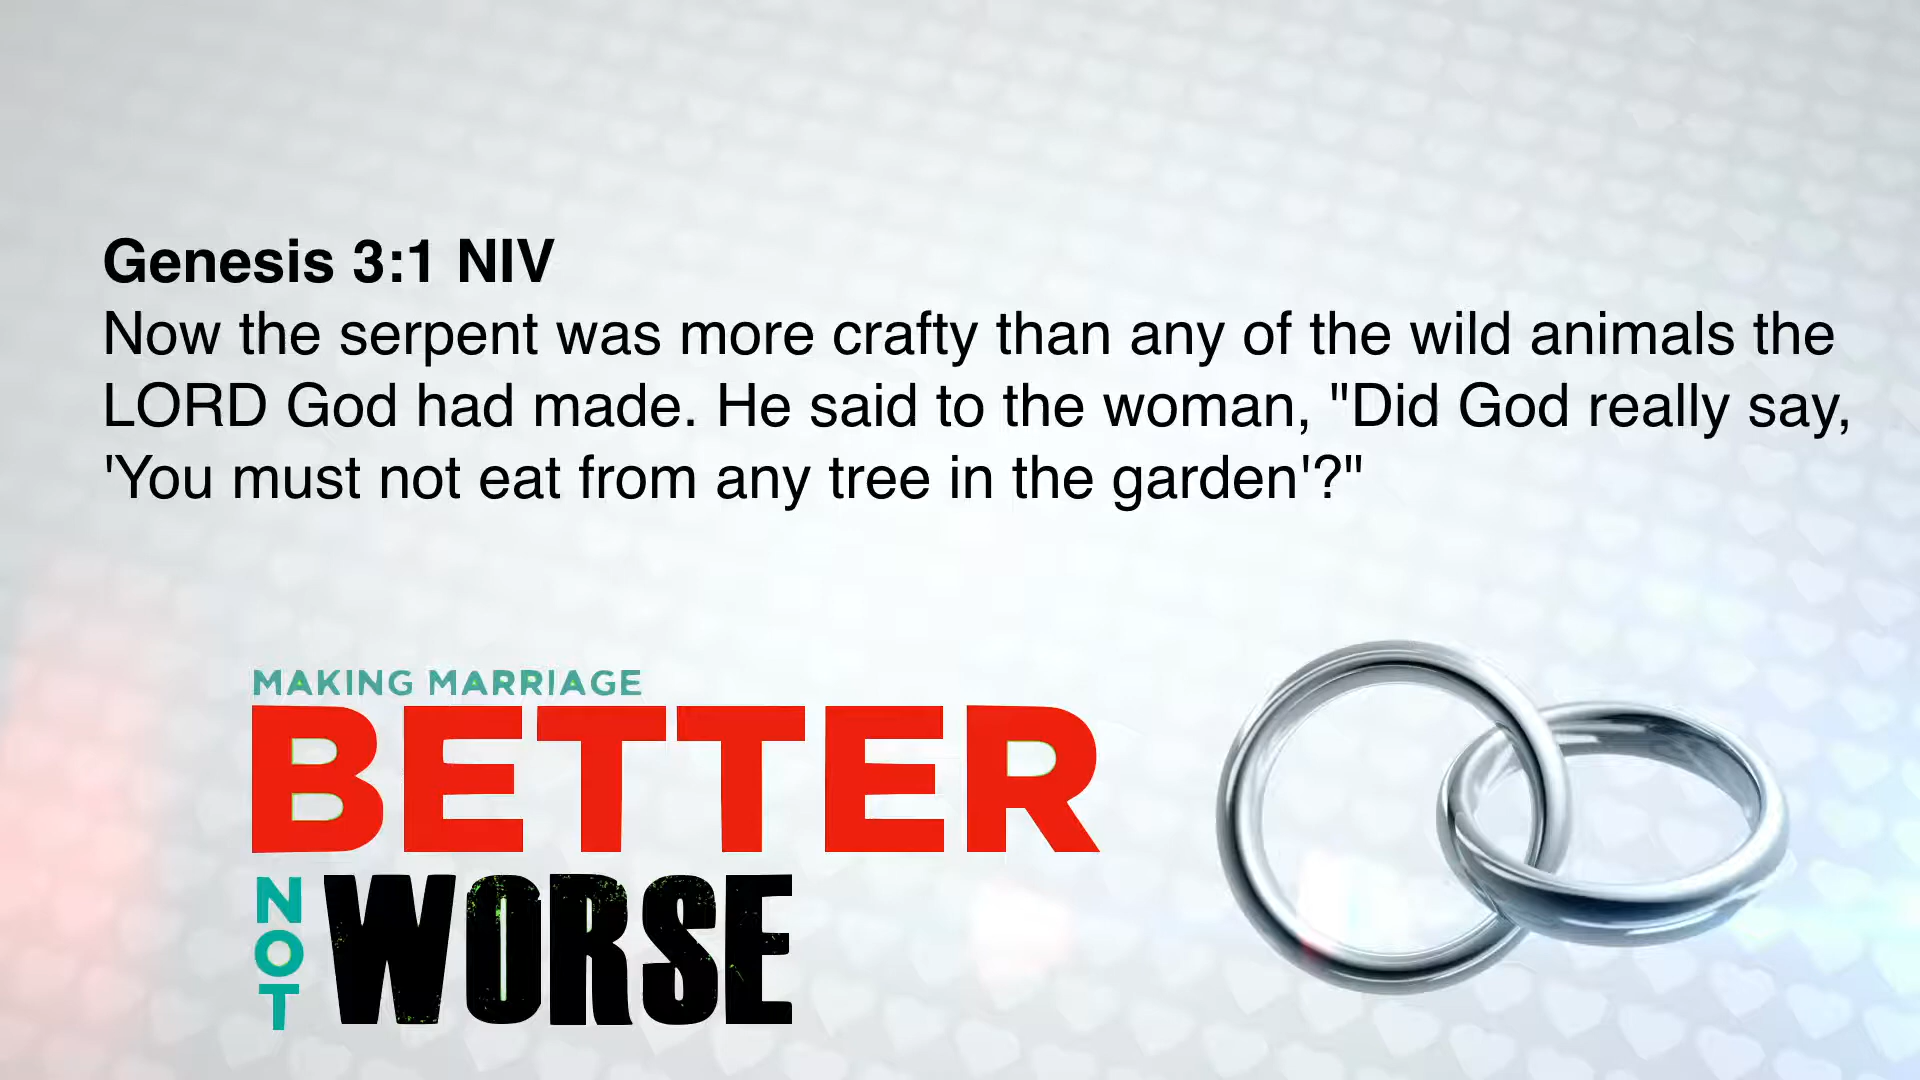 Genesis 3:1 NIV
Now the serpent was more crafty than any of the wild animals the
LORD God had made. He said to the woman, "Did God really say,
'You must not eat from any tree in the garden'?"
MAKING MARRIAGE
BETTER
NOT WORSE